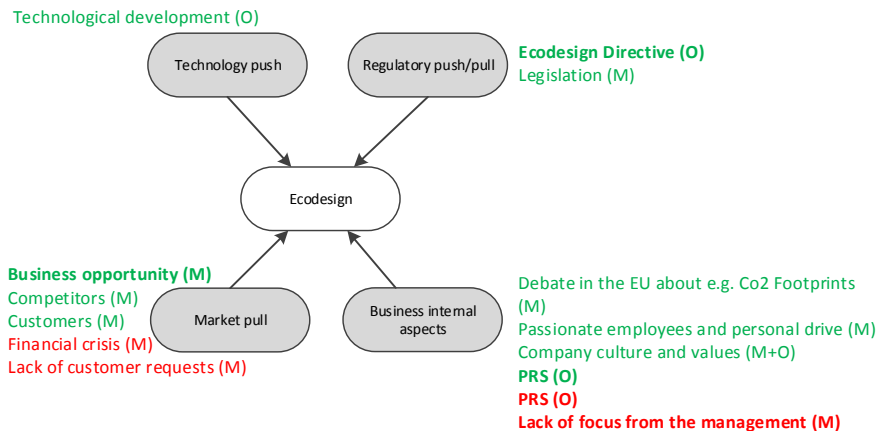 Technological development (O)
Technology push
Regulatory push/pull
Ecodesign Directive (O)
Legislation (M)
Ecodesign
Business opportunity (M)
Competitors (M)
Customers (M)
Financial crisis (M)
Lack of customer requests (M)
Market pull
Business internal
aspects
Debate in the EU about e.g. Co2 Footprints
(M)
Passionate employees and personal drive (M)
Company culture and values (M+O)
PRS (O)
PRS (O)
Lack of focus from the management (M)